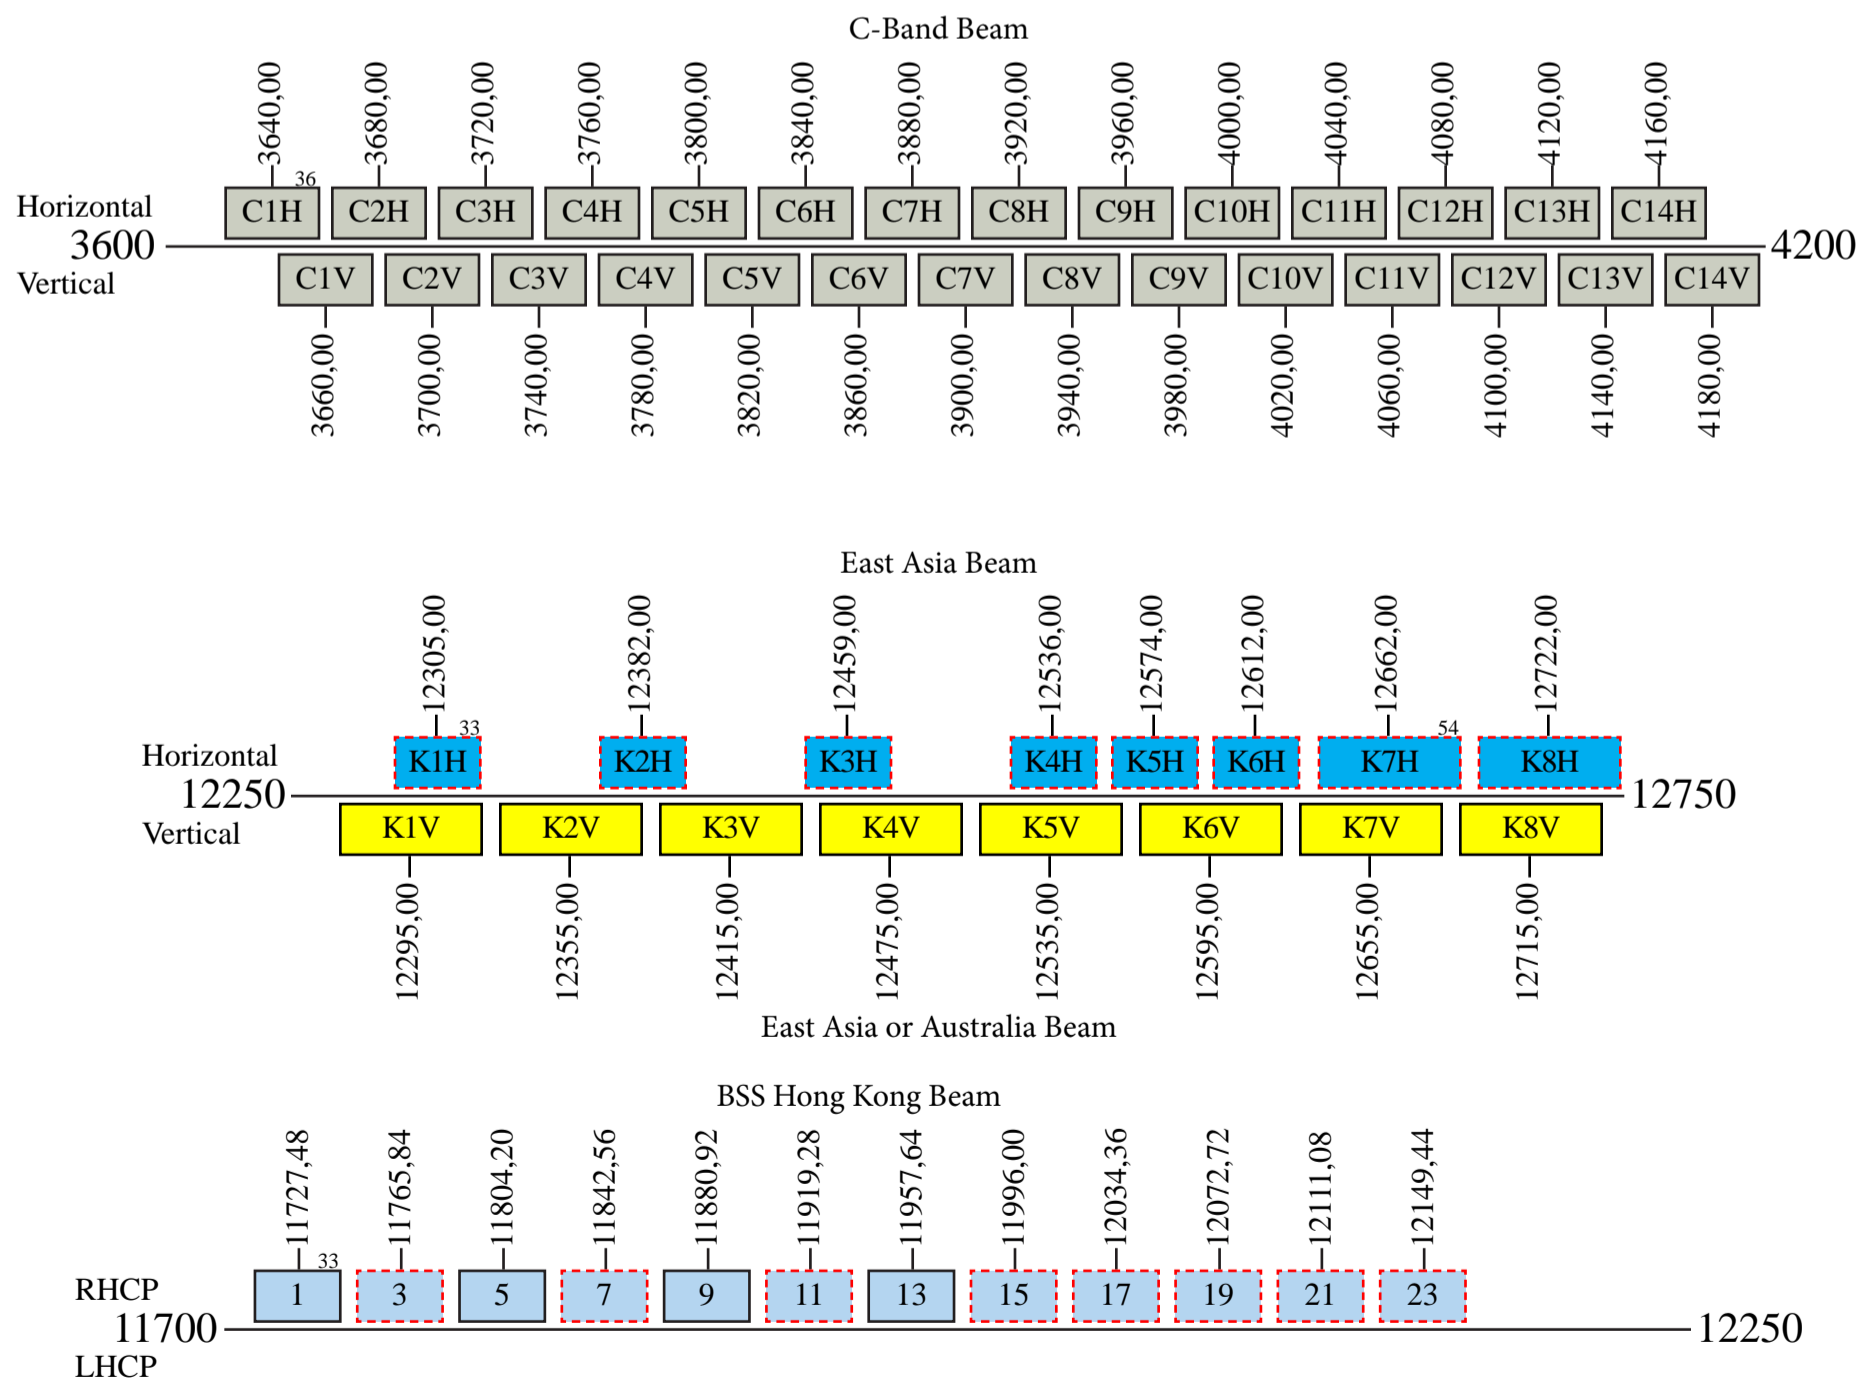 C-Band Beam
3640,00 3680,00 3720,00 3760,00 3800,00 3840,00 3880,00 3920,00 3960,00 4000,00 4040,00 4080,00 4120,00 4160,00
36
Horizontal C1H C2H C3H C4H C5H C6H C7H C8H C9H C10H C11H C12H C13H C14H
3600 4200
Vertical C1V C2V C3V C4V C5V C6V C7V C8V C9V C10V C11V C12V C13V C14V
3660,00 3700,00 3740,00 3780,00 3820,00 3860,00 3900,00 3940,00 3980,00 4020,00 4060,00 4100,00 4140,00 4180,00
East Asia Beam
12305,00 12382,00 12459,00 12536,00 12574,00 12612,00 12662,00 12722,00
33 54
Horizontal K1H K2H K3H K4H K5H K6H K7H K8H
12250 12750
Vertical K1V K2V K3V K4V K5V K6V K7V K8V
12295,00 12355,00 12415,00 12475,00 12535,00 12595,00 12655,00 12715,00
East Asia or Australia Beam
BSS Hong Kong Beam
11727,48 11765,84 11804,20 11842,56 11880,92 11919,28 11957,64 11996,00 12034,36 12072,72 12111,08 12149,44
33
RHCP 1 3 5 7 9 11 13 15 17 19 21 23
11700 12250
LHCP